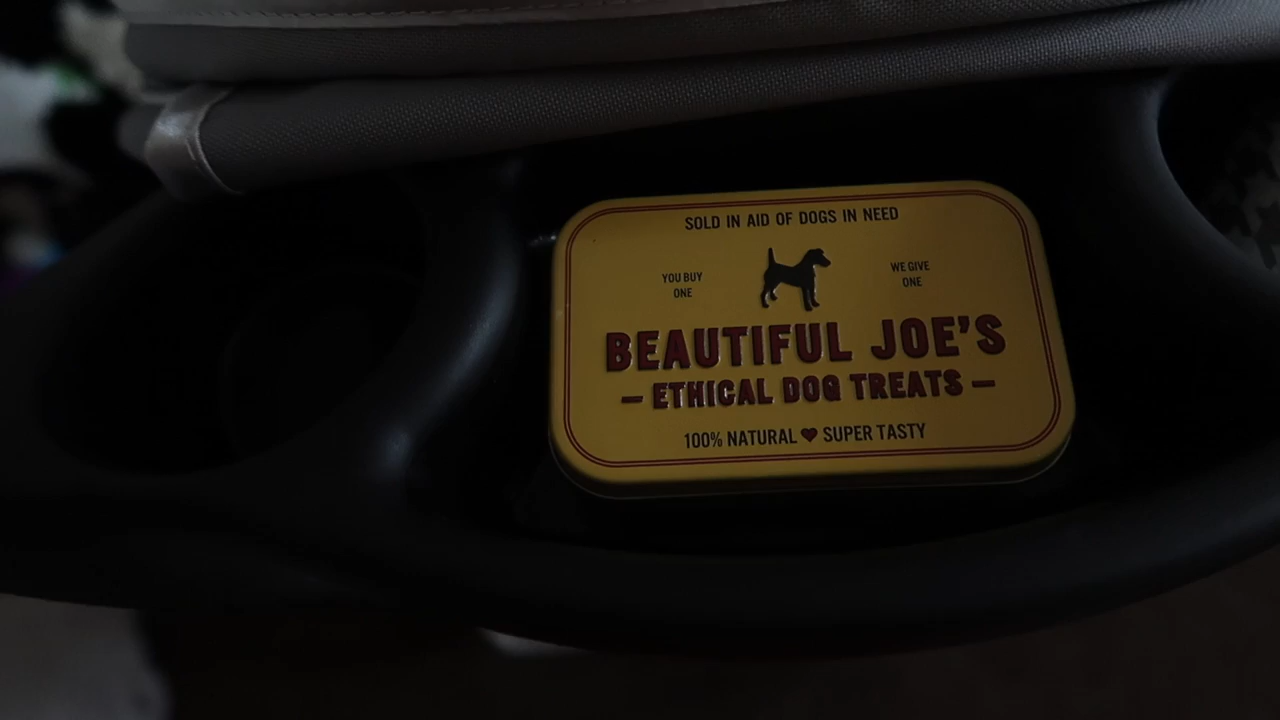 SOLD IN AID OF DOGS IN NEED
YOU BUY
ONE
WE GIVE
ONE
BEAUTIFUL JOE'S
— ETHICAL DOG TREATS —
100% NATURAL ♥ SUPER TASTY